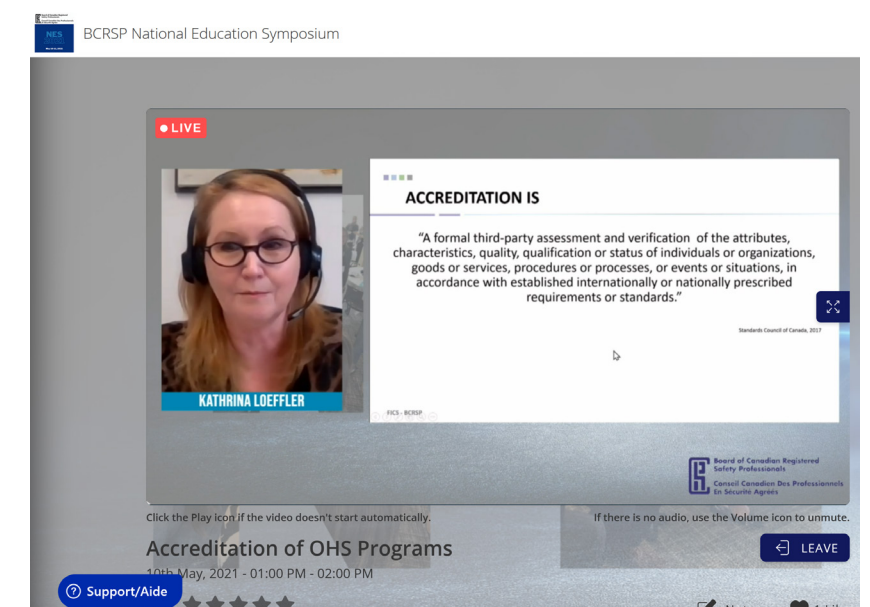 NES
BCRSP National Education Symposium
LIVE
ACCREDITATION IS
“A formal third-party assessment and verification of the attributes,
characteristics, quality, qualification or status of individuals or organizations,
goods or services, procedures or processes, or events or situations, in
accordance with established internationally or nationally prescribed
requirements or standards.”
Standards Council of Canada, 2017
KATHRINA LOEFFLER
FICS - BCRSP
Board of Canadian Registered
Safety Professionals
Conseil Canadien Des Professionnels
En Sécurité Agréés
Click the Play icon if the video doesn't start automatically.
If there is no audio, use the Volume icon to unmute.
Accreditation of OHS Programs
LEAVE
10th May, 2021 - 01:00 PM - 02:00 PM
Support/Aide